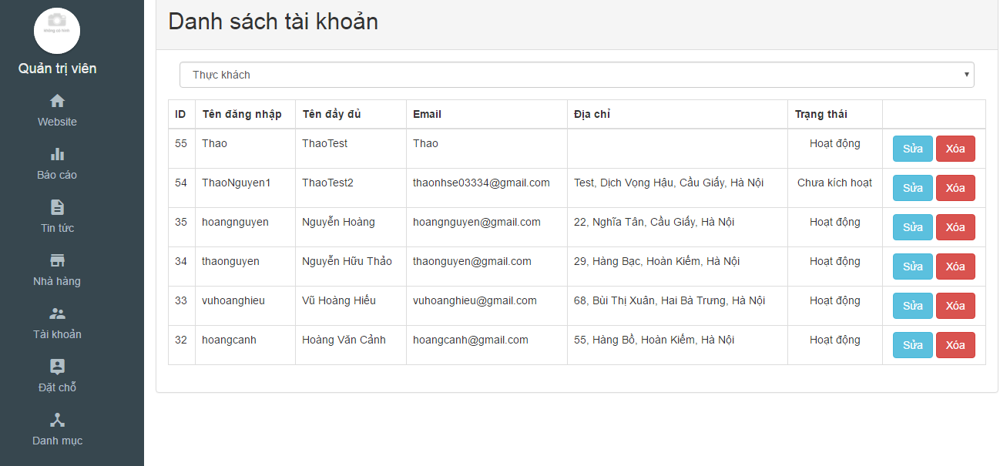 không có hình
Quản trị viên
Website
Báo cáo
Tin tức
Nhà hàng
Tài khoản
Đặt chỗ
Danh mục
Danh sách tài khoản
Thực khách
ID Tên đăng nhập Tên đầy đủ Email Địa chỉ Trạng thái
55 Thao ThaoTest Thao Hoạt động Sửa Xóa
54 ThaoNguyen1 ThaoTest2 thaonhse03334@gmail.com Test, Dịch Vọng Hậu, Cầu Giấy, Hà Nội Chưa kích hoạt Sửa Xóa
35 hoangnguyen Nguyễn Hoàng hoangnguyen@gmail.com 22, Nghĩa Tân, Cầu Giấy, Hà Nội Hoạt động Sửa Xóa
34 thaonguyen Nguyễn Hữu Thảo thaonguyen@gmail.com 29, Hàng Bạc, Hoàn Kiếm, Hà Nội Hoạt động Sửa Xóa
33 vuhoanghieu Vũ Hoàng Hiếu vuhoanghieu@gmail.com 68, Bùi Thị Xuân, Hai Bà Trưng, Hà Nội Hoạt động Sửa Xóa
32 hoangcanh Hoàng Văn Cảnh hoangcanh@gmail.com 55, Hàng Bồ, Hoàn Kiếm, Hà Nội Hoạt động Sửa Xóa